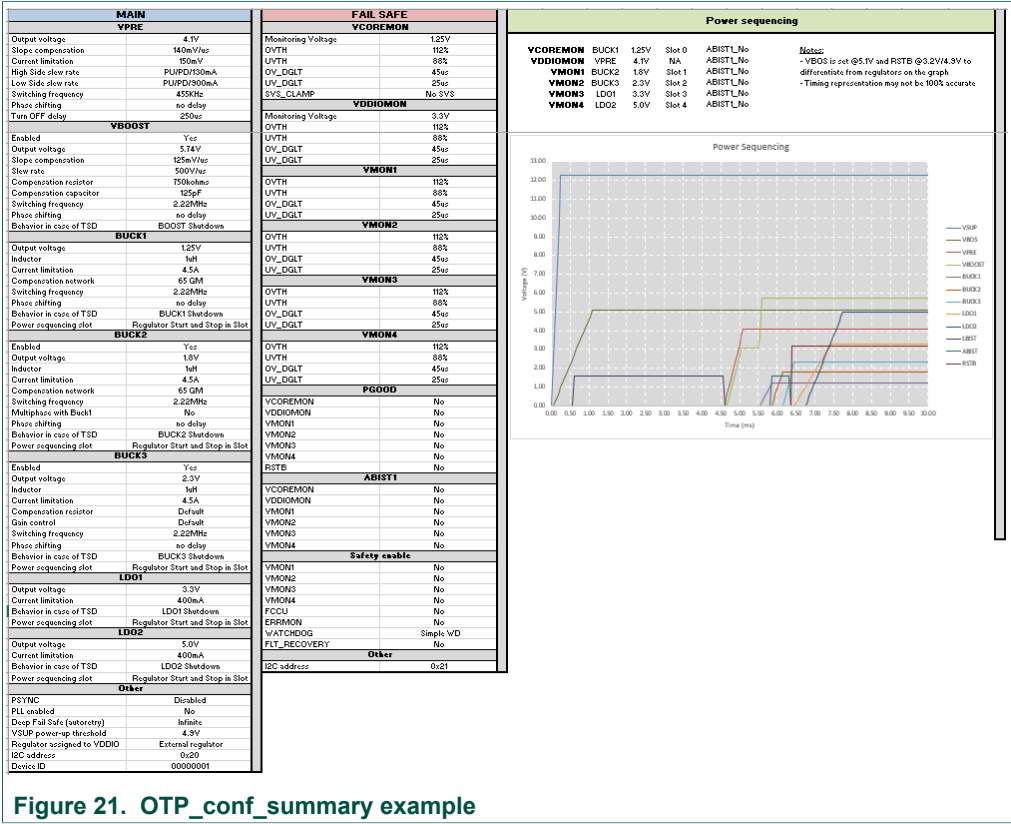 MAIN
VPRE
Output voltage 4.1V
Slope compensation 140mV/us
Current limitation 150mV
High Side slew rate PU/PD/130mA
Low Side slew rate PU/PD/900mA
Switching frequency 455KHz
Phase shifting no delay
Turn OFF delay 250us
VBOOST
Enabled Yes
Output voltage 5.74V
Slope compensation 125mV/us
Slew rate 500V/us
Compensation resistor 750kohms
Compensation capacitor 125pF
Switching frequency 2.22MHz
Phase shifting no delay
Behavior in case of TSD BOOST Shutdown
BUCK1
Output voltage 1.25V
Inductor 1uH
Current limitation 4.5A
Compensation network 65 GM
Switching frequency 2.22MHz
Phase shifting no delay
Behavior in case of TSD BUCK1 Shutdown
Power sequencing slot Regulator Start and Stop in Slot
BUCK2
Enabled Yes
Output voltage 1.8V
Inductor 1uH
Current limitation 4.5A
Compensation network 65 GM
Switching frequency 2.22MHz
Multiphase with Buck1 No
Phase shifting no delay
Behavior in case of TSD BUCK2 Shutdown
Power sequencing slot Regulator Start and Stop in Slot
BUCK3
Enabled Yes
Output voltage 2.3V
Inductor 1uH
Current limitation 4.5A
Compensation resistor Default
Gain control Default
Switching frequency 2.22MHz
Phase shifting no delay
Behavior in case of TSD BUCK3 Shutdown
Power sequencing slot Regulator Start and Stop in Slot
LDO1
Output voltage 3.3V
Current limitation 400mA
Behavior in case of TSD LDO1 Shutdown
Power sequencing slot Regulator Start and Stop in Slot
LDO2
Output voltage 5.0V
Current limitation 400mA
Behavior in case of TSD LDO2 Shutdown
Power sequencing slot Regulator Start and Stop in Slot
Other
PSYNC Disabled
PLL enabled No
Deep Fail Safe (autoretry) Infinite
VSUP power-up threshold 4.9V
Regulator assigned to VDDIO External regulator
I2C address 0x20
Device ID 00000001
FAIL SAFE
VCOREMON
Monitoring Voltage 1.25V
OVTH 112%
UVTH 88%
OV_DGLT 45us
UV_DGLT 25us
SVS_CLAMP No SVS
VDDIOMON
Monitoring Voltage 3.3V
OVTH 112%
UVTH 88%
OV_DGLT 45us
UV_DGLT 25us
VMON1
OVTH 112%
UVTH 88%
OV_DGLT 45us
UV_DGLT 25us
VMON2
OVTH 112%
UVTH 88%
OV_DGLT 45us
UV_DGLT 25us
VMON3
OVTH 112%
UVTH 88%
OV_DGLT 45us
UV_DGLT 25us
VMON4
OVTH 112%
UVTH 88%
OV_DGLT 45us
UV_DGLT 25us
PGOOD
VCOREMON No
VDDIOMON No
VMON1 No
VMON2 No
VMON3 No
VMON4 No
RSTB No
ABIST1
VCOREMON No
VDDIOMON No
VMON1 No
VMON2 No
VMON3 No
VMON4 No
Safety enable
VMON1 No
VMON2 No
VMON3 No
VMON4 No
FCCU No
ERRMON No
WATCHDOG Simple WD
FLT_RECOVERY No
Other
I2C address 0x21
Power sequencing
VCOREMON BUCK1 1.25V Slot 0 ABIST1_No
VDDIOMON VPRE 4.1V NA ABIST1_No
VMON1 BUCK2 1.8V Slot 1 ABIST1_No
VMON2 BUCK3 2.3V Slot 2 ABIST1_No
VMON3 LDO1 3.3V Slot 3 ABIST1_No
VMON4 LDO2 5.0V Slot 4 ABIST1_No
Notes:
- VBOS is set @5.1V and RSTB @3.2V/4.9V to
differentiate from regulators on the graph
- Timing representation may not be 100% accurate
Power Sequencing
13.00
12.00
11.00
10.00
9.00
8.00
7.00
6.00
5.00
4.00
3.00
2.00
1.00
0.00
Voltage (V)
0.00 0.50 1.00 1.50 2.00 2.50 3.00 3.50 4.00 4.50 5.00 5.50 6.00 6.50 7.00 7.50 8.00 8.50 9.00 9.50 10.00
Time (ms)
VSUP
VBOS
VPRE
VBOOST
BUCK1
BUCK2
BUCK3
LDO1
LDO2
LBIST
ABIST
RSTB
Figure 21. OTP_conf_summary example